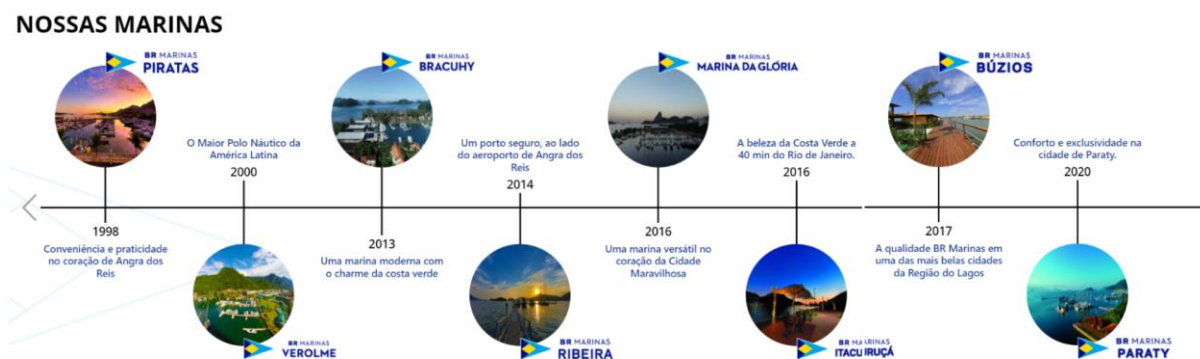 NOSSAS MARINAS
BR MARINAS
PIRATAS
1998
Conveniência e praticidade
no coração de Angra dos
Reis
O Maior Polo Náutico da
América Latina
2000
BR MARINAS
VEROLME
BR MARINAS
BRACUHY
2013
Uma marina moderna com
o charme da costa verde
Um porto seguro, ao lado
do aeroporto de Angra dos
Reis
2014
BR MARINAS
RIBEIRA
BR MARINAS
MARINA DA GLÓRIA
2016
Uma marina versátil no
coração da Cidade
Maravilhosa
A beleza da Costa Verde a
40 min do Rio de Janeiro.
2016
BR MARINAS
ITACURUÇÁ
BR MARINAS
BÚZIOS
2017
A qualidade BR Marinas em
uma das mais belas cidades
da Região do Lagos
Conforto e exclusividade na
cidade de Paraty.
2020
BR MARINAS
PARATY